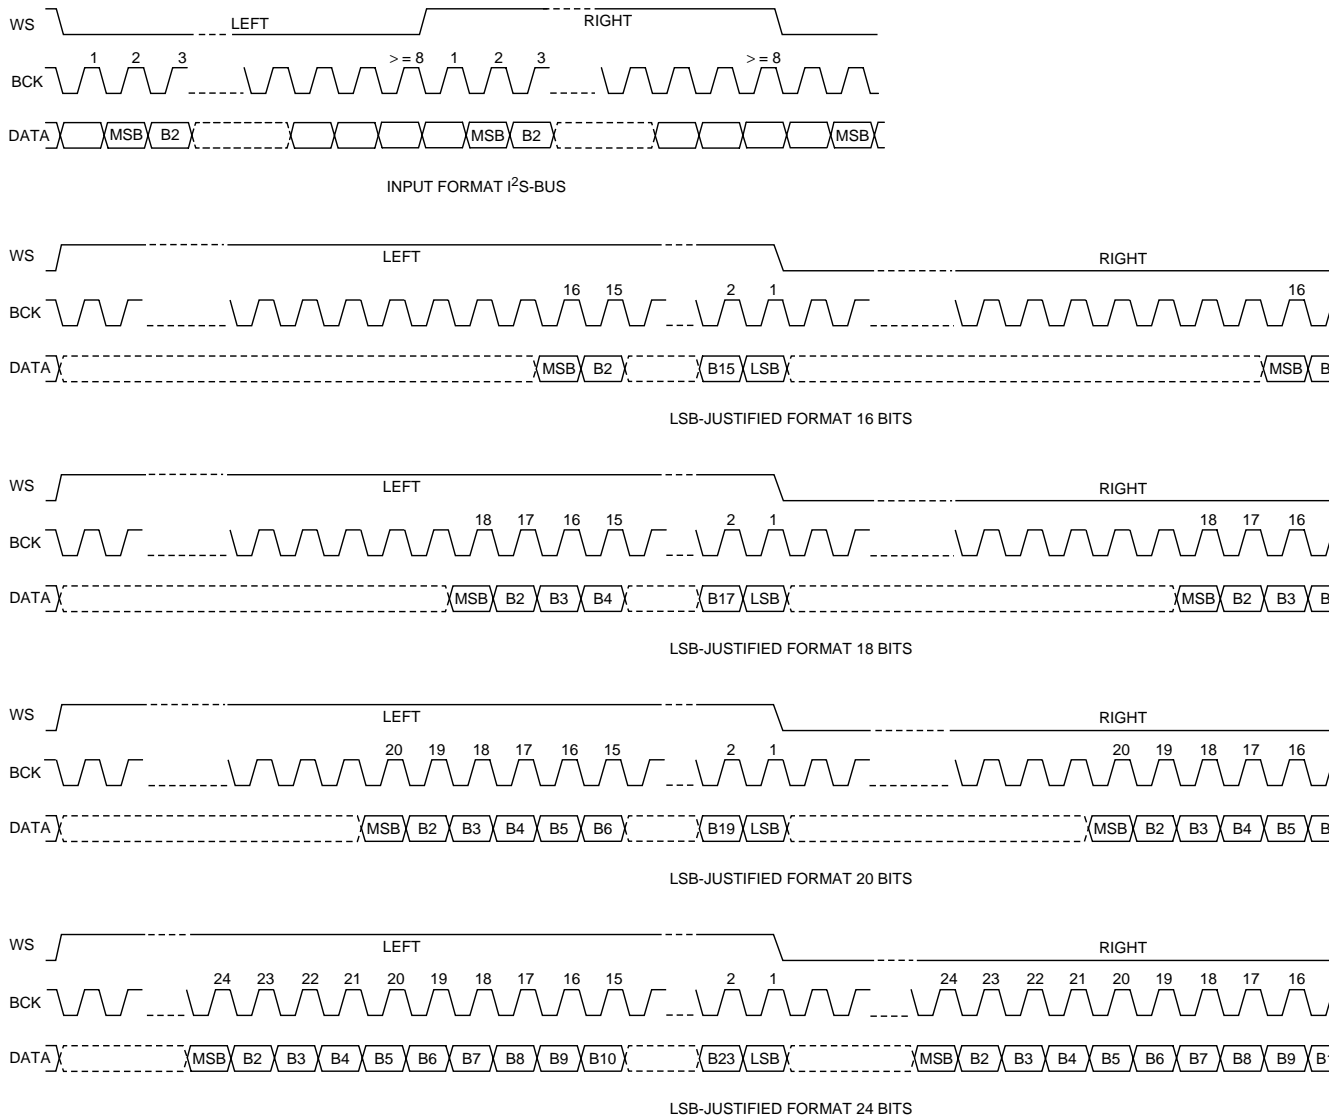 WS LEFT RIGHT
1 2 3 > = 8 1 2 3 > = 8
BCK
DATA MSB B2 MSB B2 MSB
INPUT FORMAT I²S-BUS
WS LEFT RIGHT
16 15 2 1 16
BCK
DATA MSB B2 B15 LSB MSB B
LSB-JUSTIFIED FORMAT 16 BITS
WS LEFT RIGHT
18 17 16 15 2 1 18 17 16
BCK
DATA MSB B2 B3 B4 B17 LSB MSB B2 B3 B
LSB-JUSTIFIED FORMAT 18 BITS
WS LEFT RIGHT
20 19 18 17 16 15 2 1 20 19 18 17 16
BCK
DATA MSB B2 B3 B4 B5 B6 B19 LSB MSB B2 B3 B4 B5 B
LSB-JUSTIFIED FORMAT 20 BITS
WS LEFT RIGHT
24 23 22 21 20 19 18 17 16 15 2 1 24 23 22 21 20 19 18 17 16
BCK
DATA MSB B2 B3 B4 B5 B6 B7 B8 B9 B10 B23 LSB MSB B2 B3 B4 B5 B6 B7 B8 B9 B1
LSB-JUSTIFIED FORMAT 24 BITS